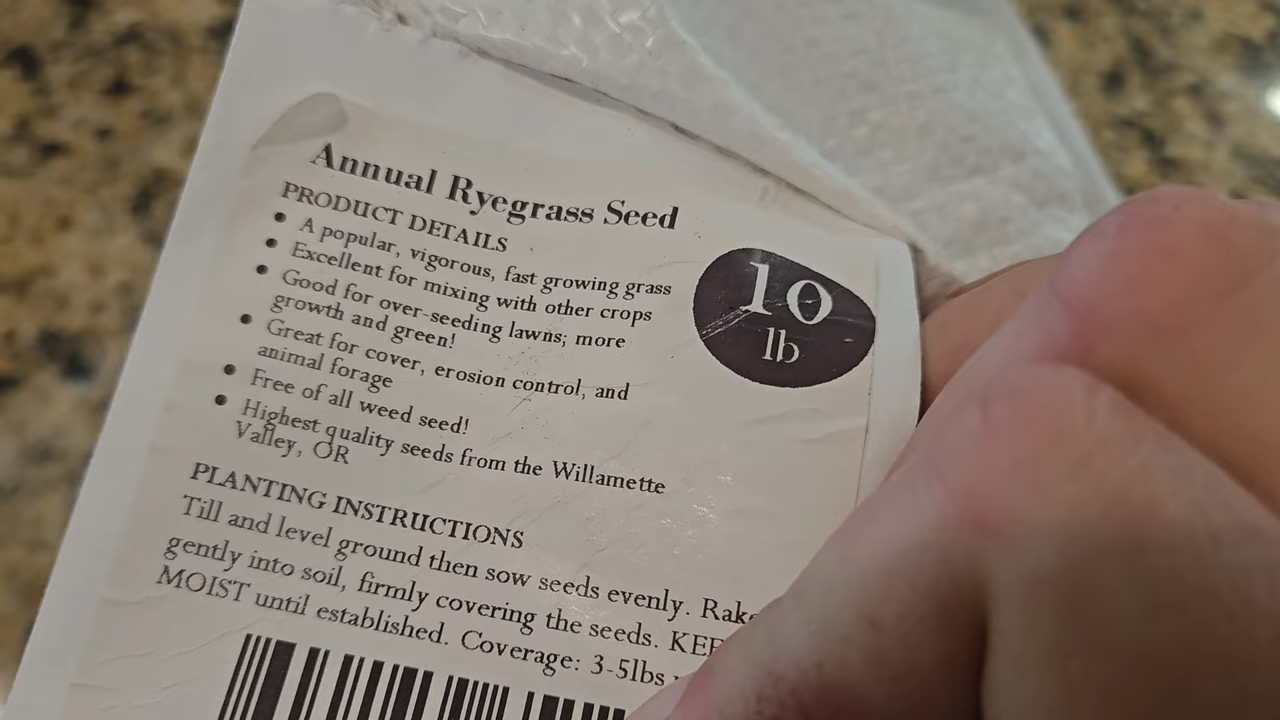 Annual Ryegrass Seed
PRODUCT DETAILS
• A popular, vigorous, fast growing grass
• Excellent for mixing with other crops
• Good for over-seeding lawns; more
growth and green!
• Great for cover, erosion control, and
animal forage
• Free of all weed seed!
• Highest quality seeds from the Willamette
Valley, OR
10
lb
PLANTING INSTRUCTIONS
Till and level ground then sow seeds evenly.
gently into soil, firmly covering the seeds.
MOIST until established. Coverage: 3-5lbs